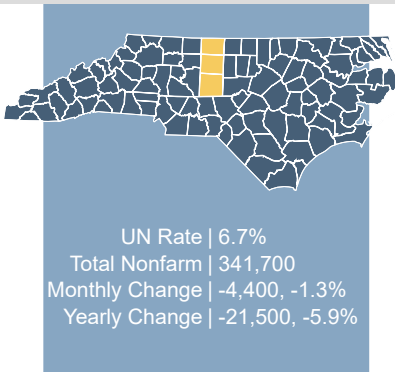 UN Rate | 6.7%
Total Nonfarm | 341,700
Monthly Change | -4,400, -1.3%
Yearly Change | -21,500, -5.9%